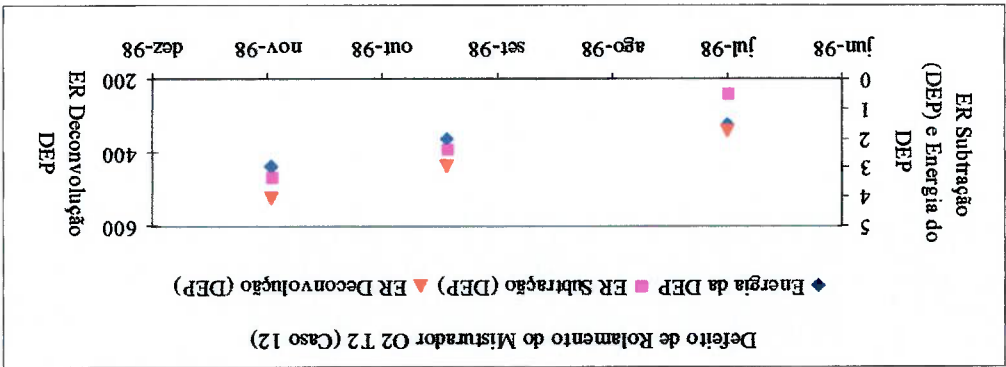 Defeito de Rolamento do Misturador O2 T2 (Caso 12)
Energia da DEP ER Subtração (DEP) ER Deconvolução (DEP)
ER Subtração
(DEP) e Energia do
DEP
5
4
3
2
1
0
600
400
200
ER Deconvolução
DEP
jun-98 jul-98 ago-98 set-98 out-98 nov-98 dez-98